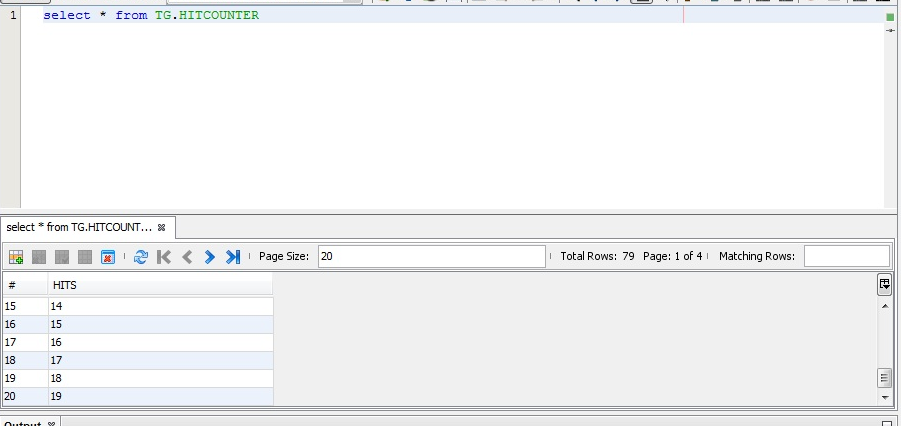 1 select * from TG.HITCOUNTER
select * from TG.HITCOUNT...
Page Size: 20 Total Rows: 79 Page: 1 of 4 Matching Rows:
# HITS
15 14
16 15
17 16
18 17
19 18
20 19
Output